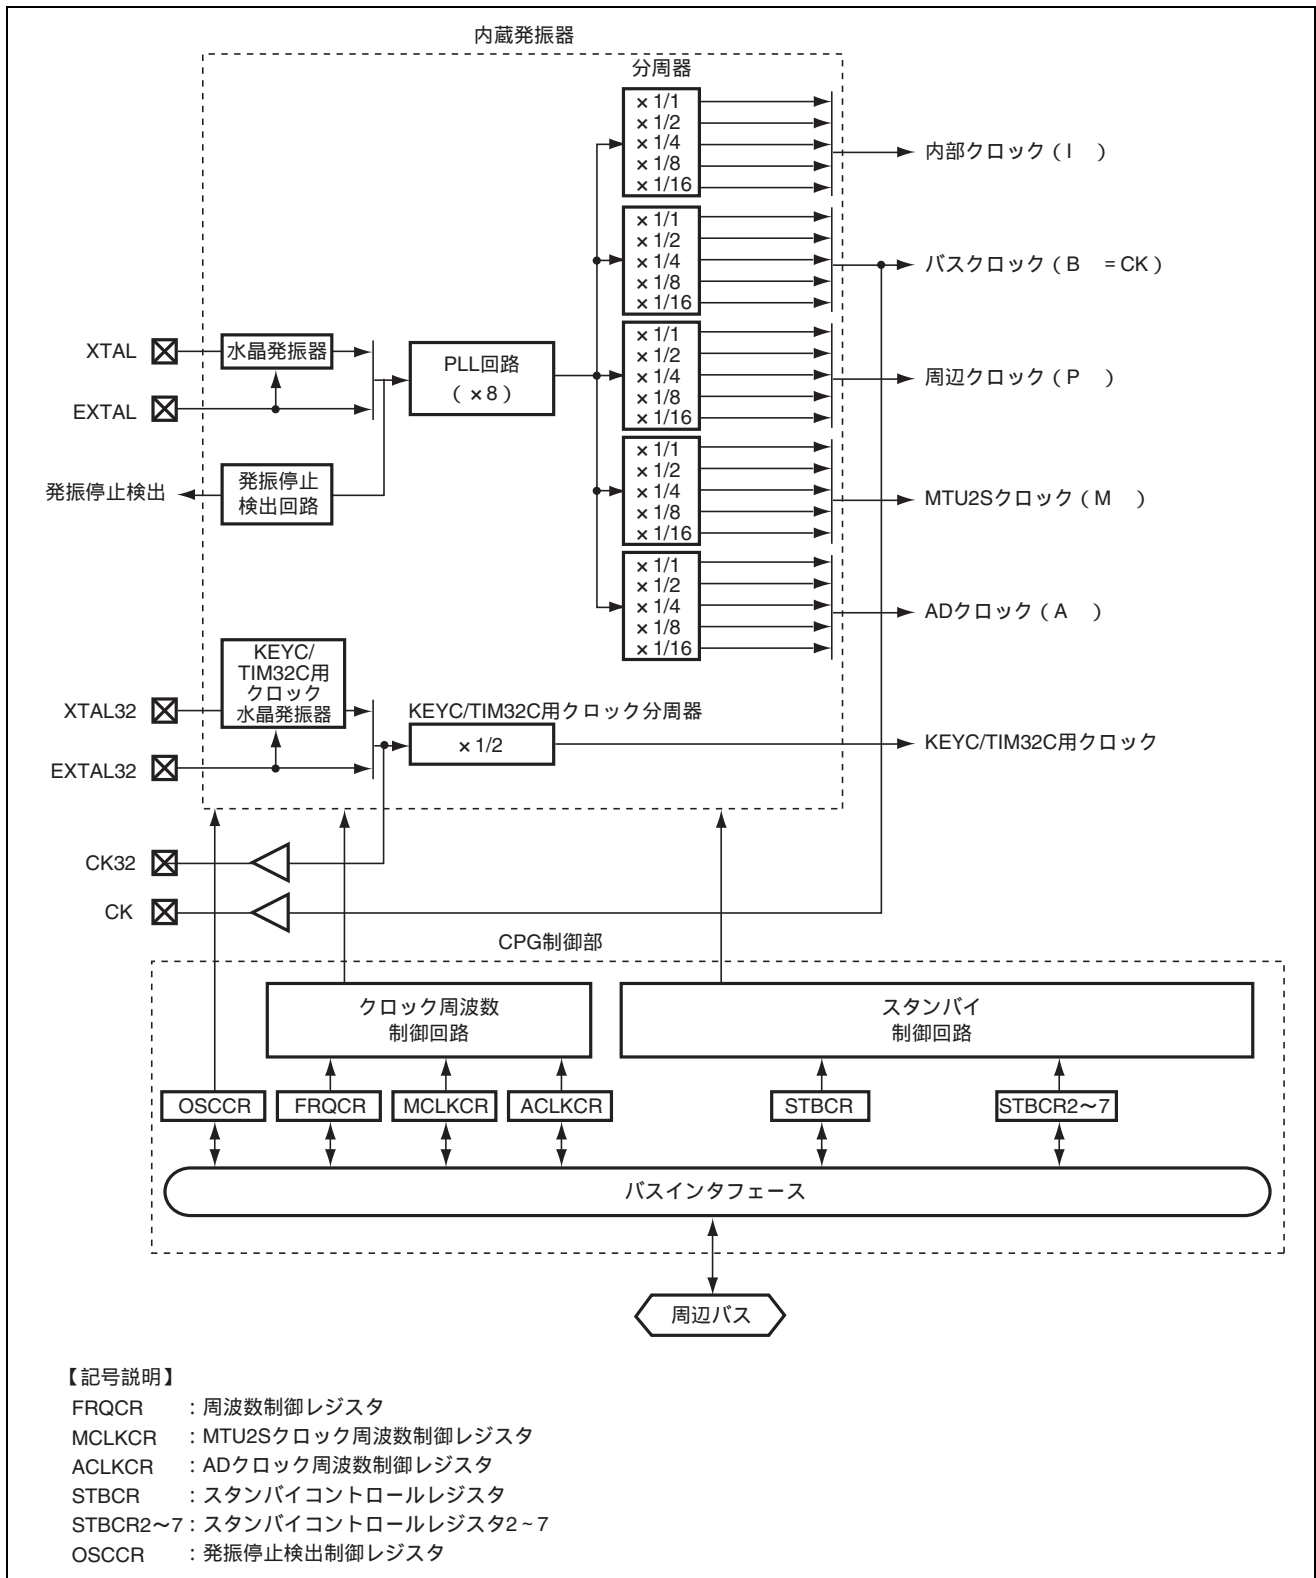 内蔵発振器
分周器
×1/1
×1/2
×1/4
×1/8
×1/16
内部クロック（I　）
×1/1
×1/2
×1/4
×1/8
×1/16
バスクロック（B　=CK）
XTAL
水晶発振器
EXTAL
PLL回路
（×8）
×1/1
×1/2
×1/4
×1/8
×1/16
周辺クロック（P　）
発振停止検出
発振停止
検出回路
×1/1
×1/2
×1/4
×1/8
×1/16
MTU2Sクロック（M　）
×1/1
×1/2
×1/4
×1/8
×1/16
ADクロック（A　）
KEYC/
TIM32C用
クロック
水晶発振器
XTAL32
EXTAL32
KEYC/TIM32C用クロック分周器
×1/2
KEYC/TIM32C用クロック
CK32
CK
CPG制御部
クロック周波数
制御回路
スタンバイ
制御回路
OSCCR
FRQCR
MCLKCR
ACLKCR
STBCR
STBCR2〜7
バスインタフェース
周辺バス
【記号説明】
FRQCR ：周波数制御レジスタ
MCLKCR ：MTU2Sクロック周波数制御レジスタ
ACLKCR ：ADクロック周波数制御レジスタ
STBCR ：スタンバイコントロールレジスタ
STBCR2〜7：スタンバイコントロールレジスタ2~7
OSCCR ：発振停止検出制御レジスタ